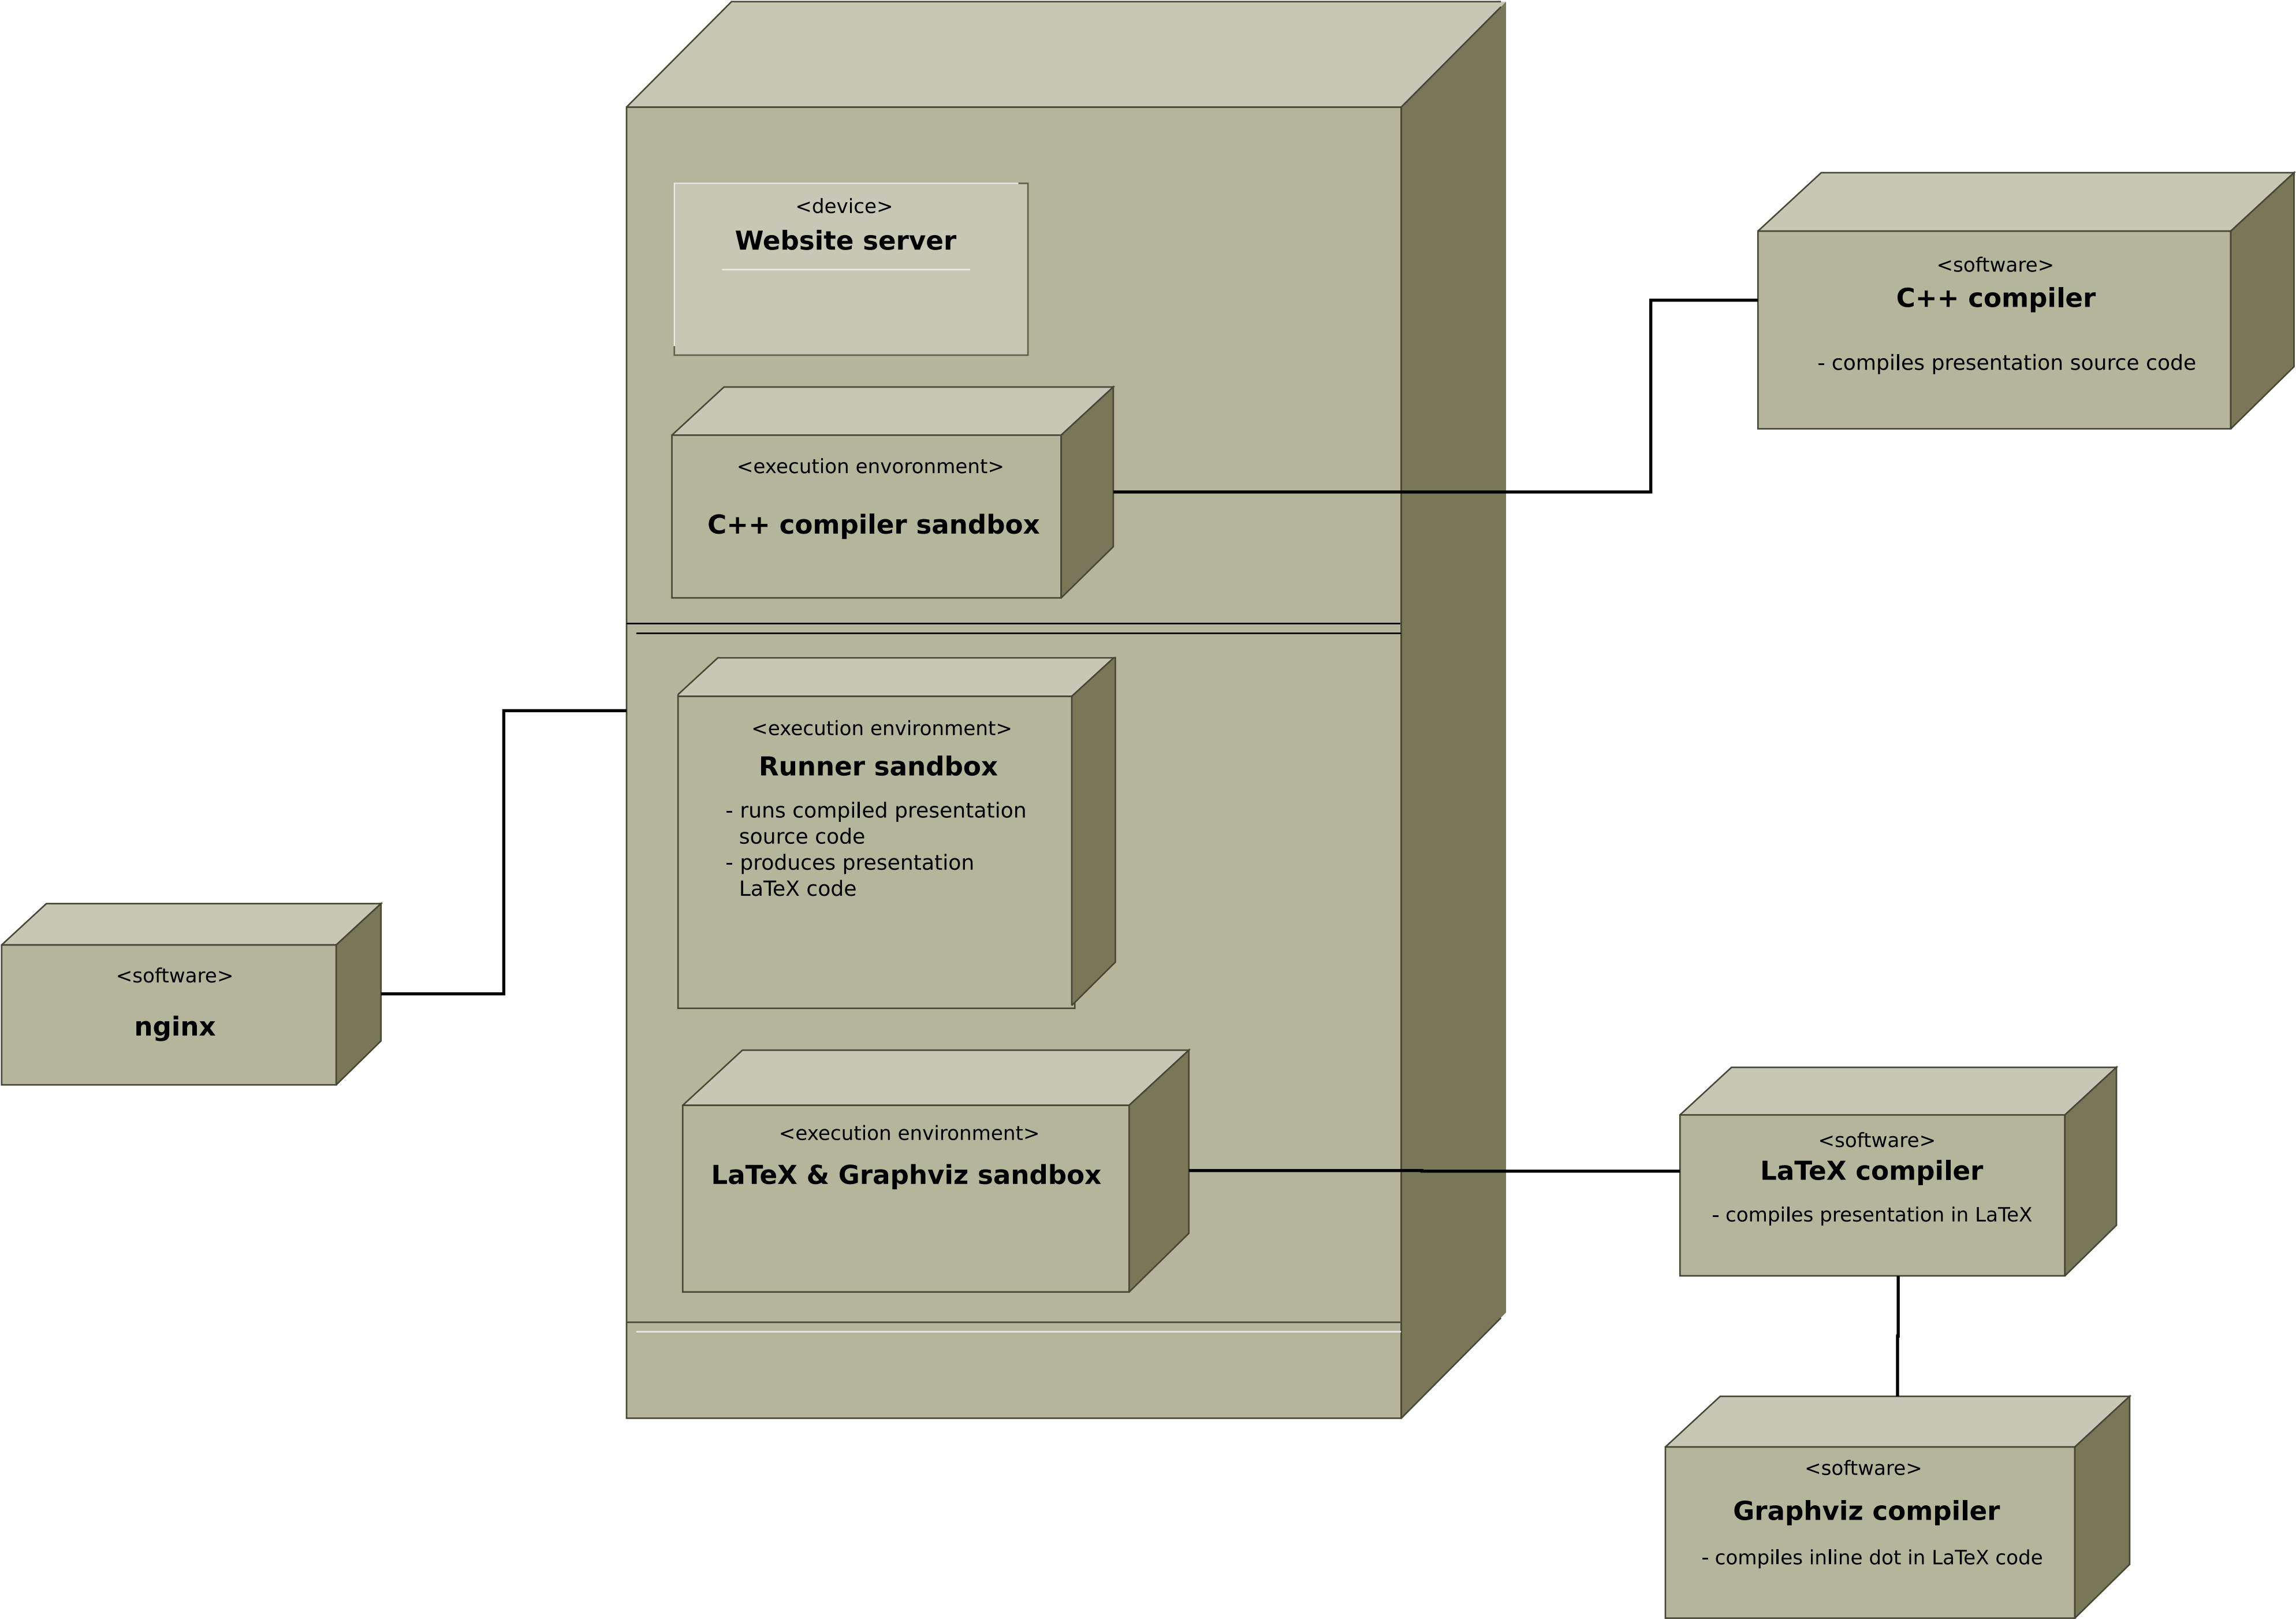 <device>
Website server
<software>
C++ compiler
- compiles presentation source code
<execution envoronment>
C++ compiler sandbox
<execution environment>
Runner sandbox
- runs compiled presentation
source code
- produces presentation
LaTeX code
<software>
nginx
<execution environment>
LaTeX & Graphviz sandbox
<software>
LaTeX compiler
- compiles presentation in LaTeX
<software>
Graphviz compiler
- compiles inline dot in LaTeX code